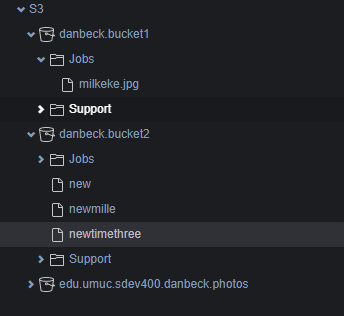 S3
danbeck.bucket1
Jobs
milkeke.jpg
Support
danbeck.bucket2
Jobs
new
newmille
newtimethree
Support
edu.umuc.sdev400.danbeck.photos